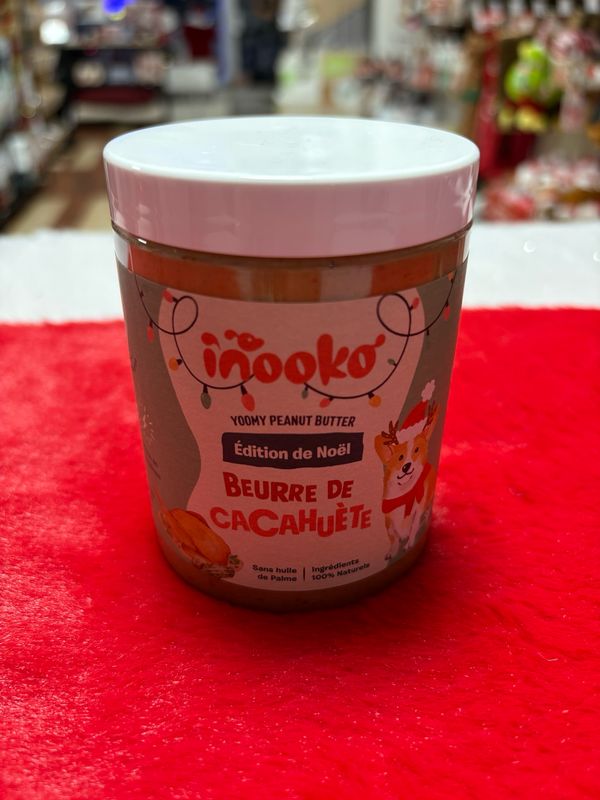 inooko
YOOMY PEANUT BUTTER
Édition de Noël
BEURRE DE
CACAHUÈTE
Sans huile | Ingrédients
de Palme | 100% Naturels